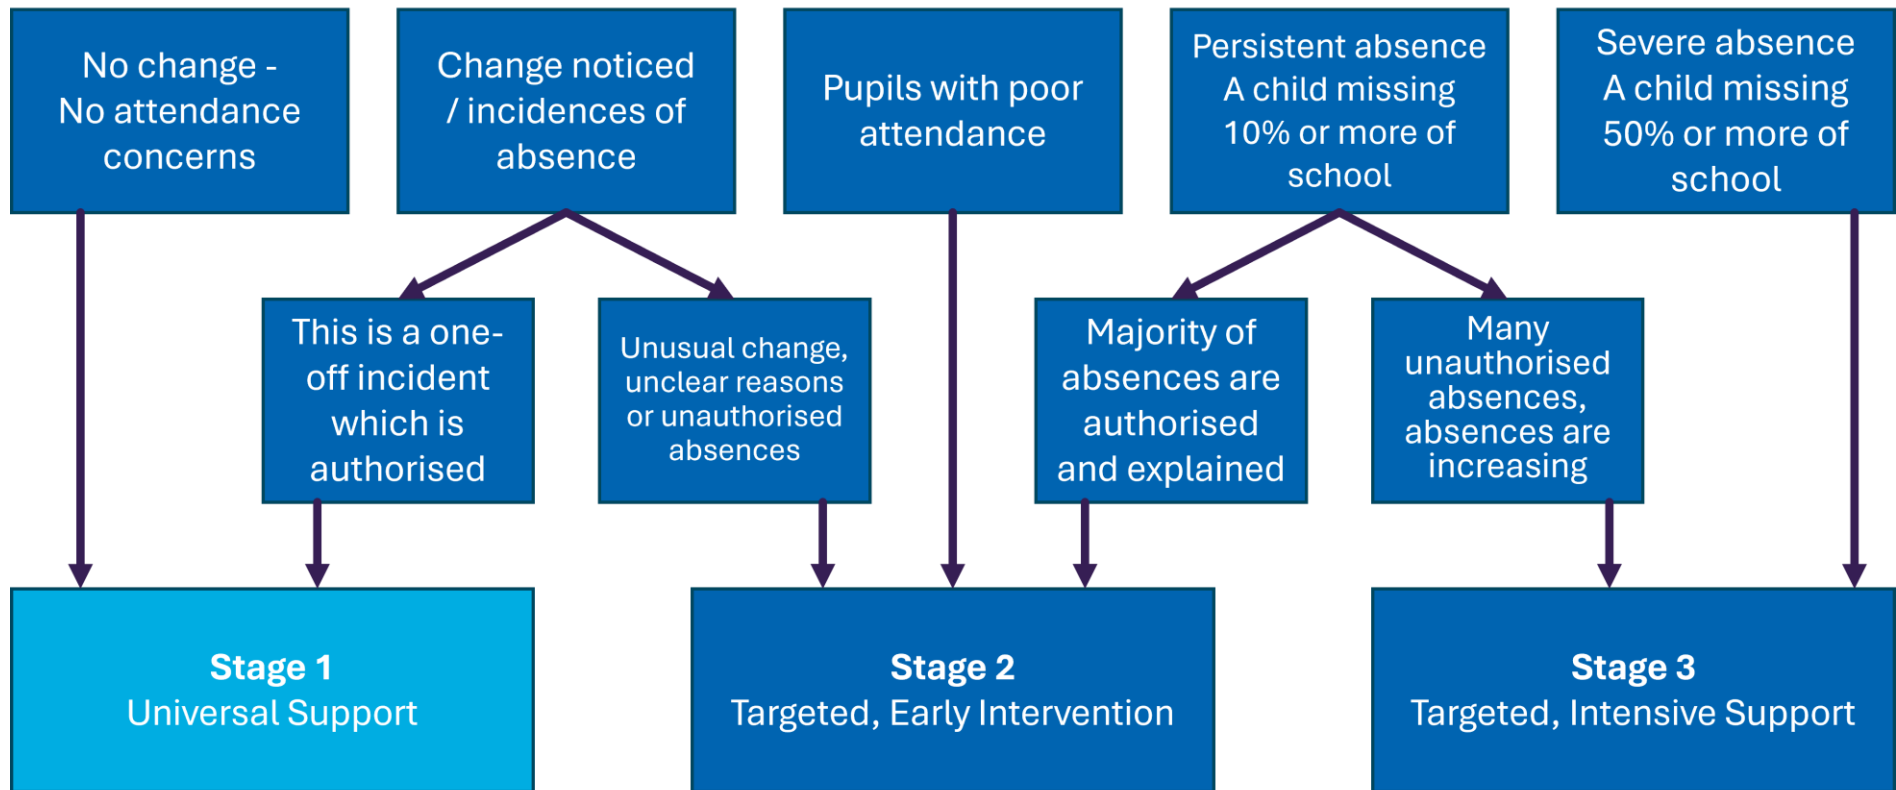 No change -
No attendance
concerns
Change noticed
/ incidences of
absence
Pupils with poor
attendance
Persistent absence
A child missing
10% or more of
school
Severe absence
A child missing
50% or more of
school
This is a one-
off incident
which is
authorised
Unusual change,
unclear reasons
or unauthorised
absences
Majority of
absences are
authorised
and explained
Many
unauthorised
absences,
absences are
increasing
Stage 1
Universal Support
Stage 2
Targeted, Early Intervention
Stage 3
Targeted, Intensive Support